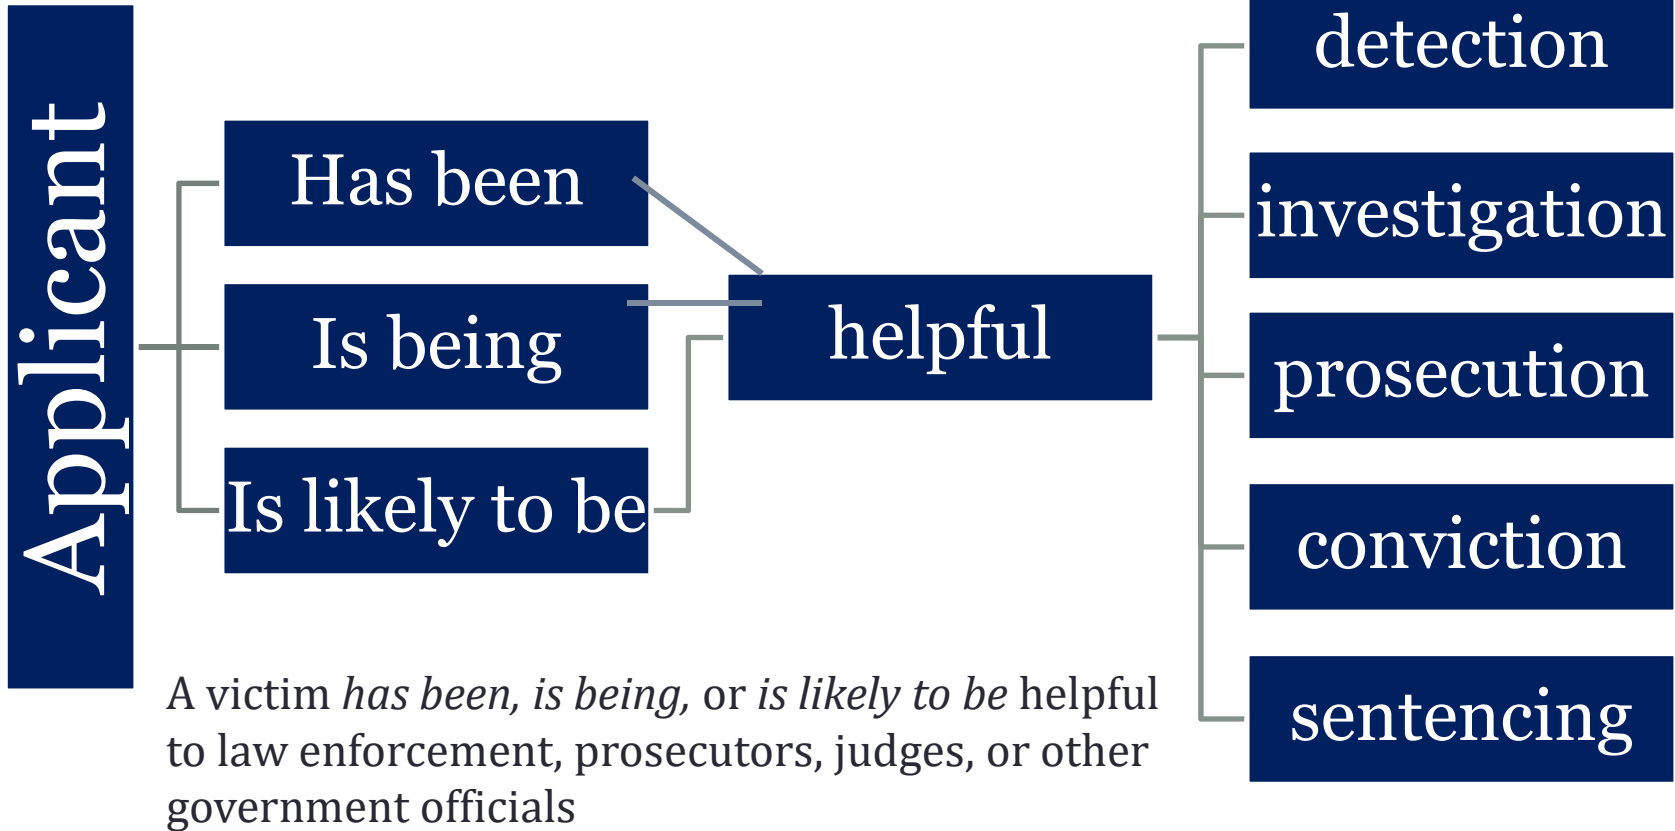 Applicant
Has been
Is being
Is likely to be
helpful
detection
investigation
prosecution
conviction
sentencing
A victim has been, is being, or is likely to be helpful
to law enforcement, prosecutors, judges, or other
government officials